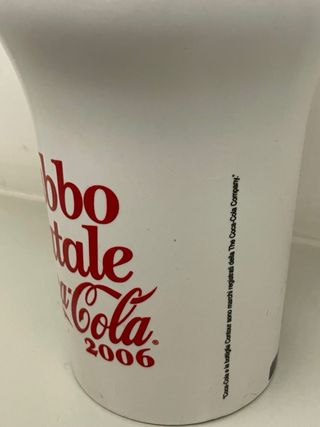 bbo
tale
a-Cola®
2006
"Coca-Cola e la bottiglia Contour sono marchi registrati della The Coca-Cola Company."